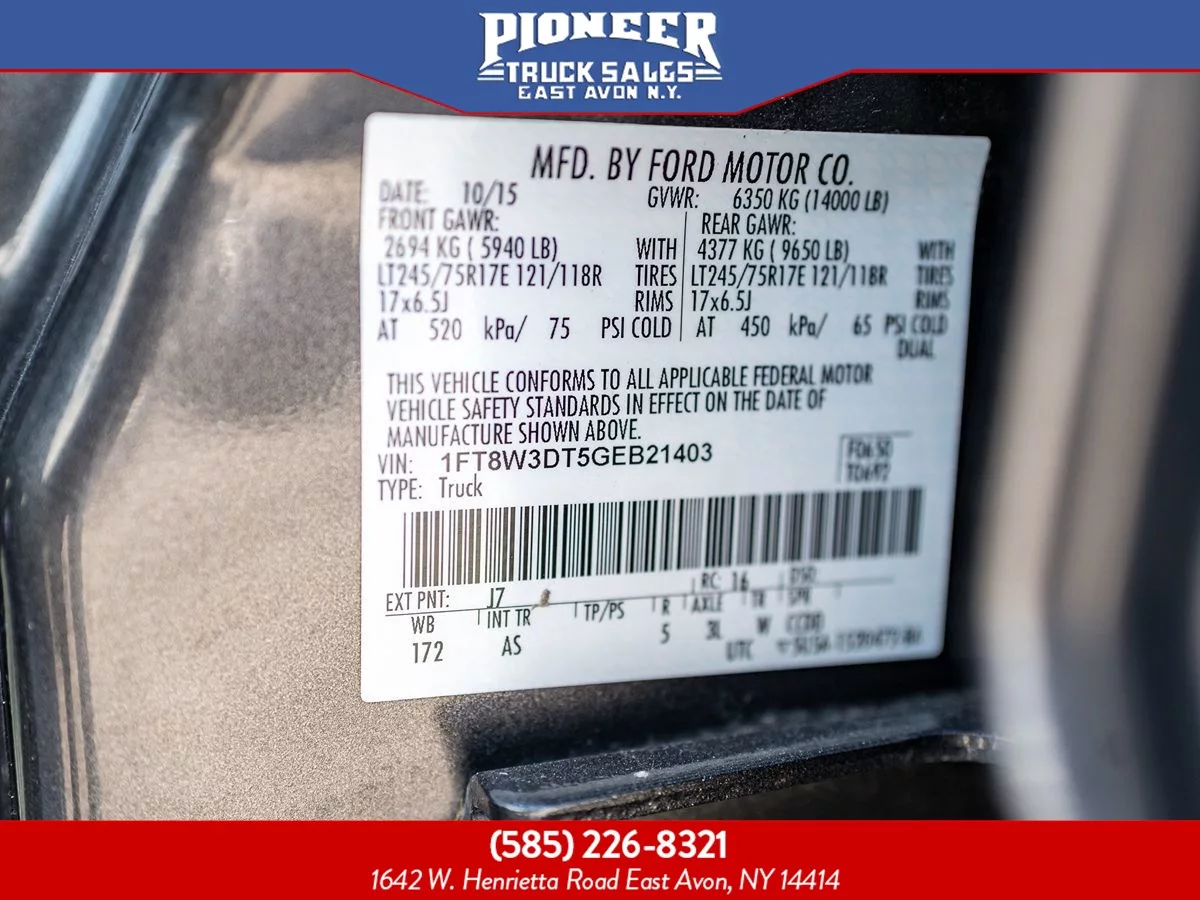 PIONEER
TRUCK SALES
EAST AVON N.Y.
MFD. BY FORD MOTOR CO.
DATE: 10/15 GVWR: 6350 KG (14000 LB)
FRONT GAWR: REAR GAWR:
2694 KG ( 5940 LB) WITH 4377 KG ( 9650 LB) WITH
LT245/75R17E 121/118R TIRES LT245/75R17E 121/118R TIRES
17x6.5J RIMS 17x6.5J RIMS
AT 520 kPa/ 75 PSI COLD AT 450 kPa/ 65 PSI COLD
DUAL
THIS VEHICLE CONFORMS TO ALL APPLICABLE FEDERAL MOTOR
VEHICLE SAFETY STANDARDS IN EFFECT ON THE DATE OF
MANUFACTURE SHOWN ABOVE.
VIN: 1FT8W3DT5GEB21403
TYPE: Truck
F0650
T0692
EXT PNT: J7 RC: 16 DSO:
WB INT TR TP/PS R AXLE TR SPR
172 AS 5 3L W
UTC
(585) 226-8321
1642 W. Henrietta Road East Avon, NY 14414